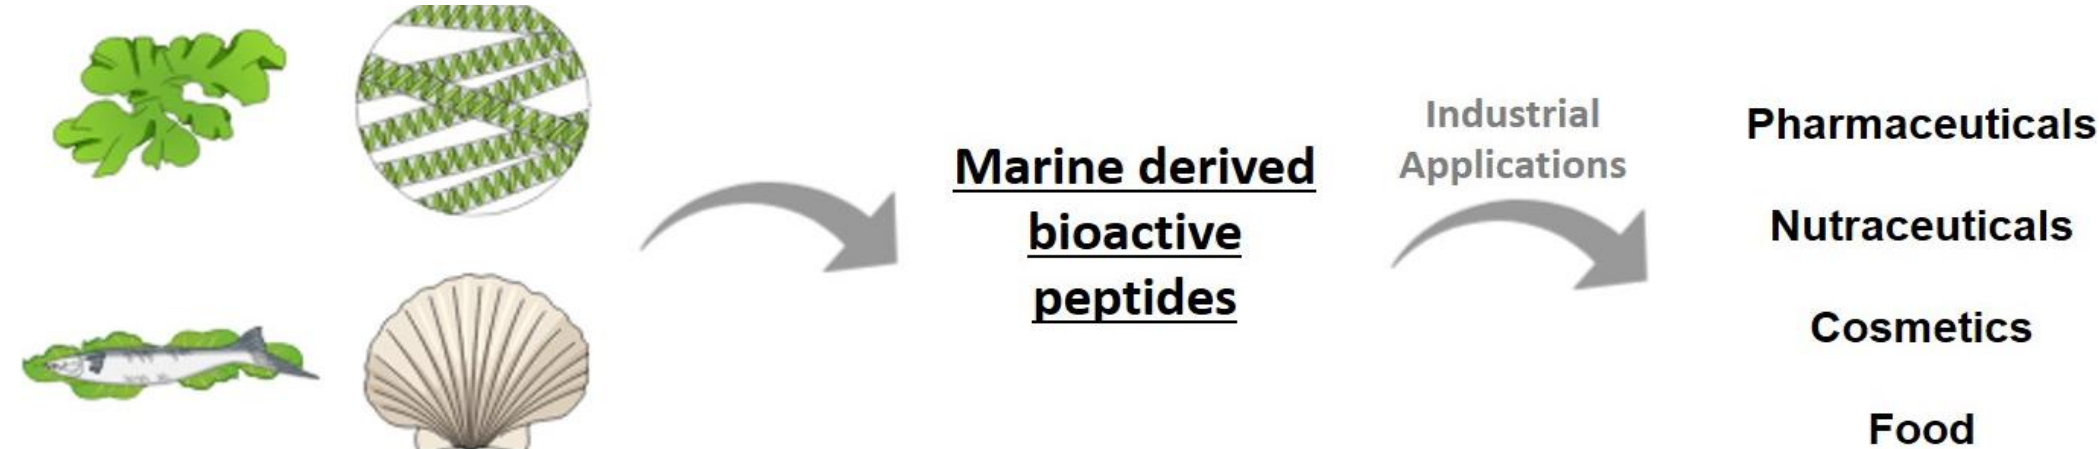 Marine derived
bioactive
peptides
Industrial
Applications
Pharmaceuticals
Nutraceuticals
Cosmetics
Food